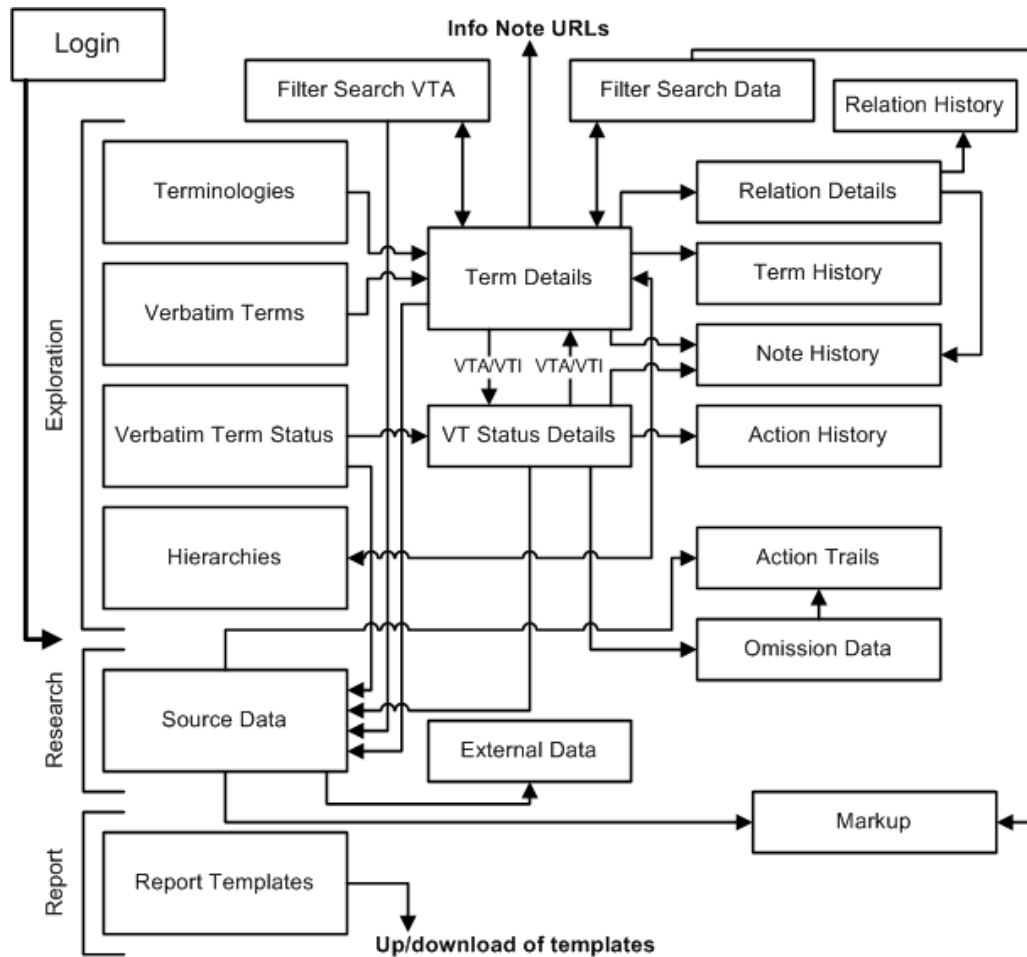 Login
Info Note URLs
Filter Search VTA
Filter Search Data
Relation History
Terminologies
Relation Details
Term Details
Term History
Verbatim Terms
Note History
VTA/VTI
VTA/VTI
Exploration
Verbatim Term Status
VT Status Details
Action History
Hierarchies
Action Trails
Omission Data
Research
Source Data
External Data
Markup
Report
Report Templates
Up/download of templates